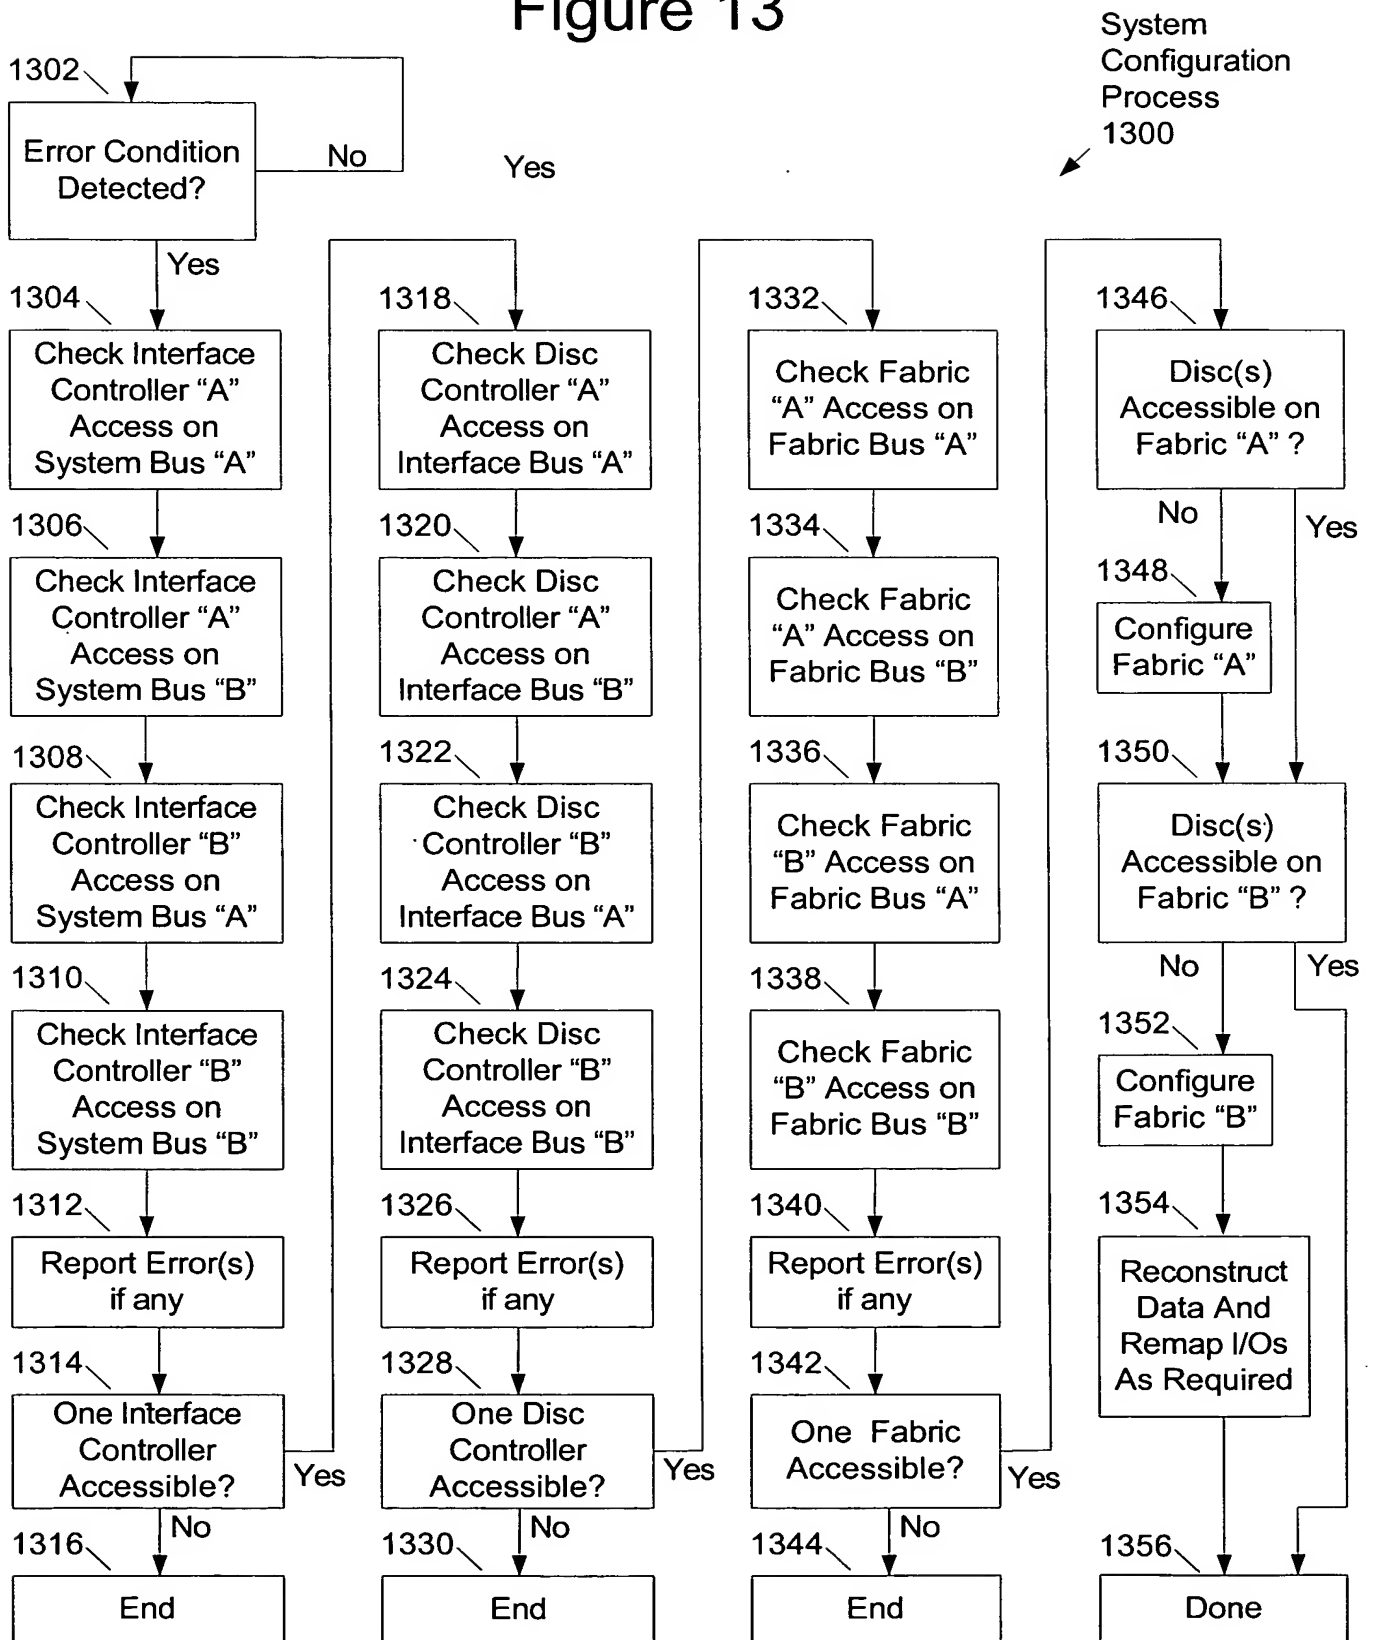 Figure 13
System
Configuration
Process
1300
1302
Error Condition
Detected?
No
Yes
Yes
1304
Check Interface
Controller “A”
Access on
System Bus “A”
1306
Check Interface
Controller “A”
Access on
System Bus “B”
1308
Check Interface
Controller “B”
Access on
System Bus “A”
1310
Check Interface
Controller “B”
Access on
System Bus “B”
1312
Report Error(s)
if any
1314
One Interface
Controller
Accessible?
Yes
No
1316
End
1318
Check Disc
Controller “A”
Access on
Interface Bus “A”
1320
Check Disc
Controller “A”
Access on
Interface Bus “B”
1322
Check Disc
Controller “B”
Access on
Interface Bus “A”
1324
Check Disc
Controller “B”
Access on
Interface Bus “B”
1326
Report Error(s)
if any
1328
One Disc
Controller
Accessible?
Yes
No
1330
End
1332
Check Fabric
“A” Access on
Fabric Bus “A”
1334
Check Fabric
“A” Access on
Fabric Bus “B”
1336
Check Fabric
“B” Access on
Fabric Bus “A”
1338
Check Fabric
“B” Access on
Fabric Bus “B”
1340
Report Error(s)
if any
1342
One Fabric
Accessible?
Yes
No
1344
End
1346
Disc(s)
Accessible on
Fabric “A” ?
No
Yes
1348
Configure
Fabric “A”
1350
Disc(s)
Accessible on
Fabric “B” ?
No
Yes
1352
Configure
Fabric “B”
1354
Reconstruct
Data And
Remap I/Os
As Required
1356
Done